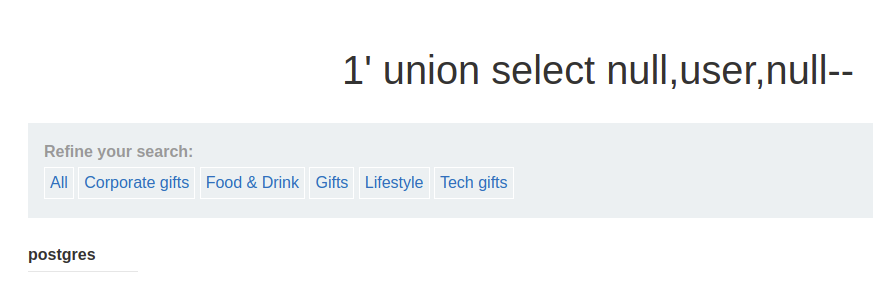 1' union select null,user,null--
Refine your search:
All Corporate gifts Food & Drink Gifts Lifestyle Tech gifts
postgres